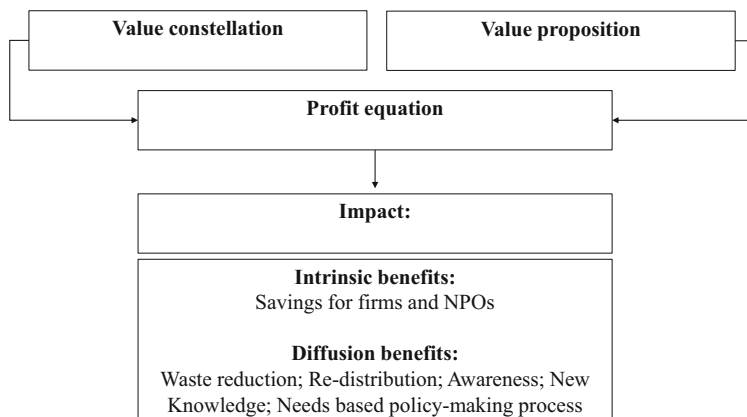 Value constellation
Value proposition
Profit equation
Impact:
Intrinsic benefits:
Savings for firms and NPOs
Diffusion benefits:
Waste reduction; Re-distribution; Awareness; New
Knowledge; Needs based policy-making process